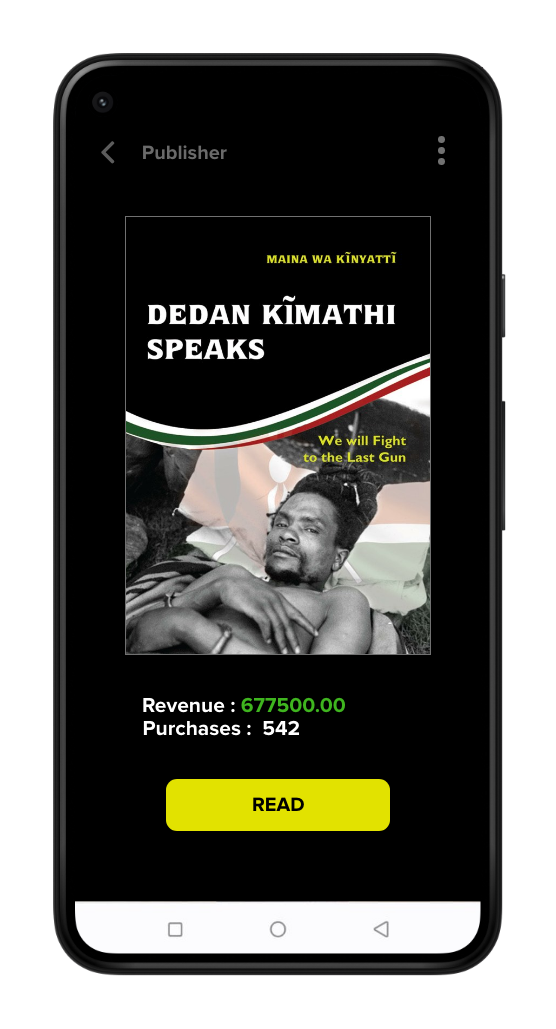 Publisher
MAINA WA KĨNYATTĨ
DEDAN KĨMATHI
SPEAKS
We will Fight
to the Last Gun
Revenue : 677500.00
Purchases : 542
READ